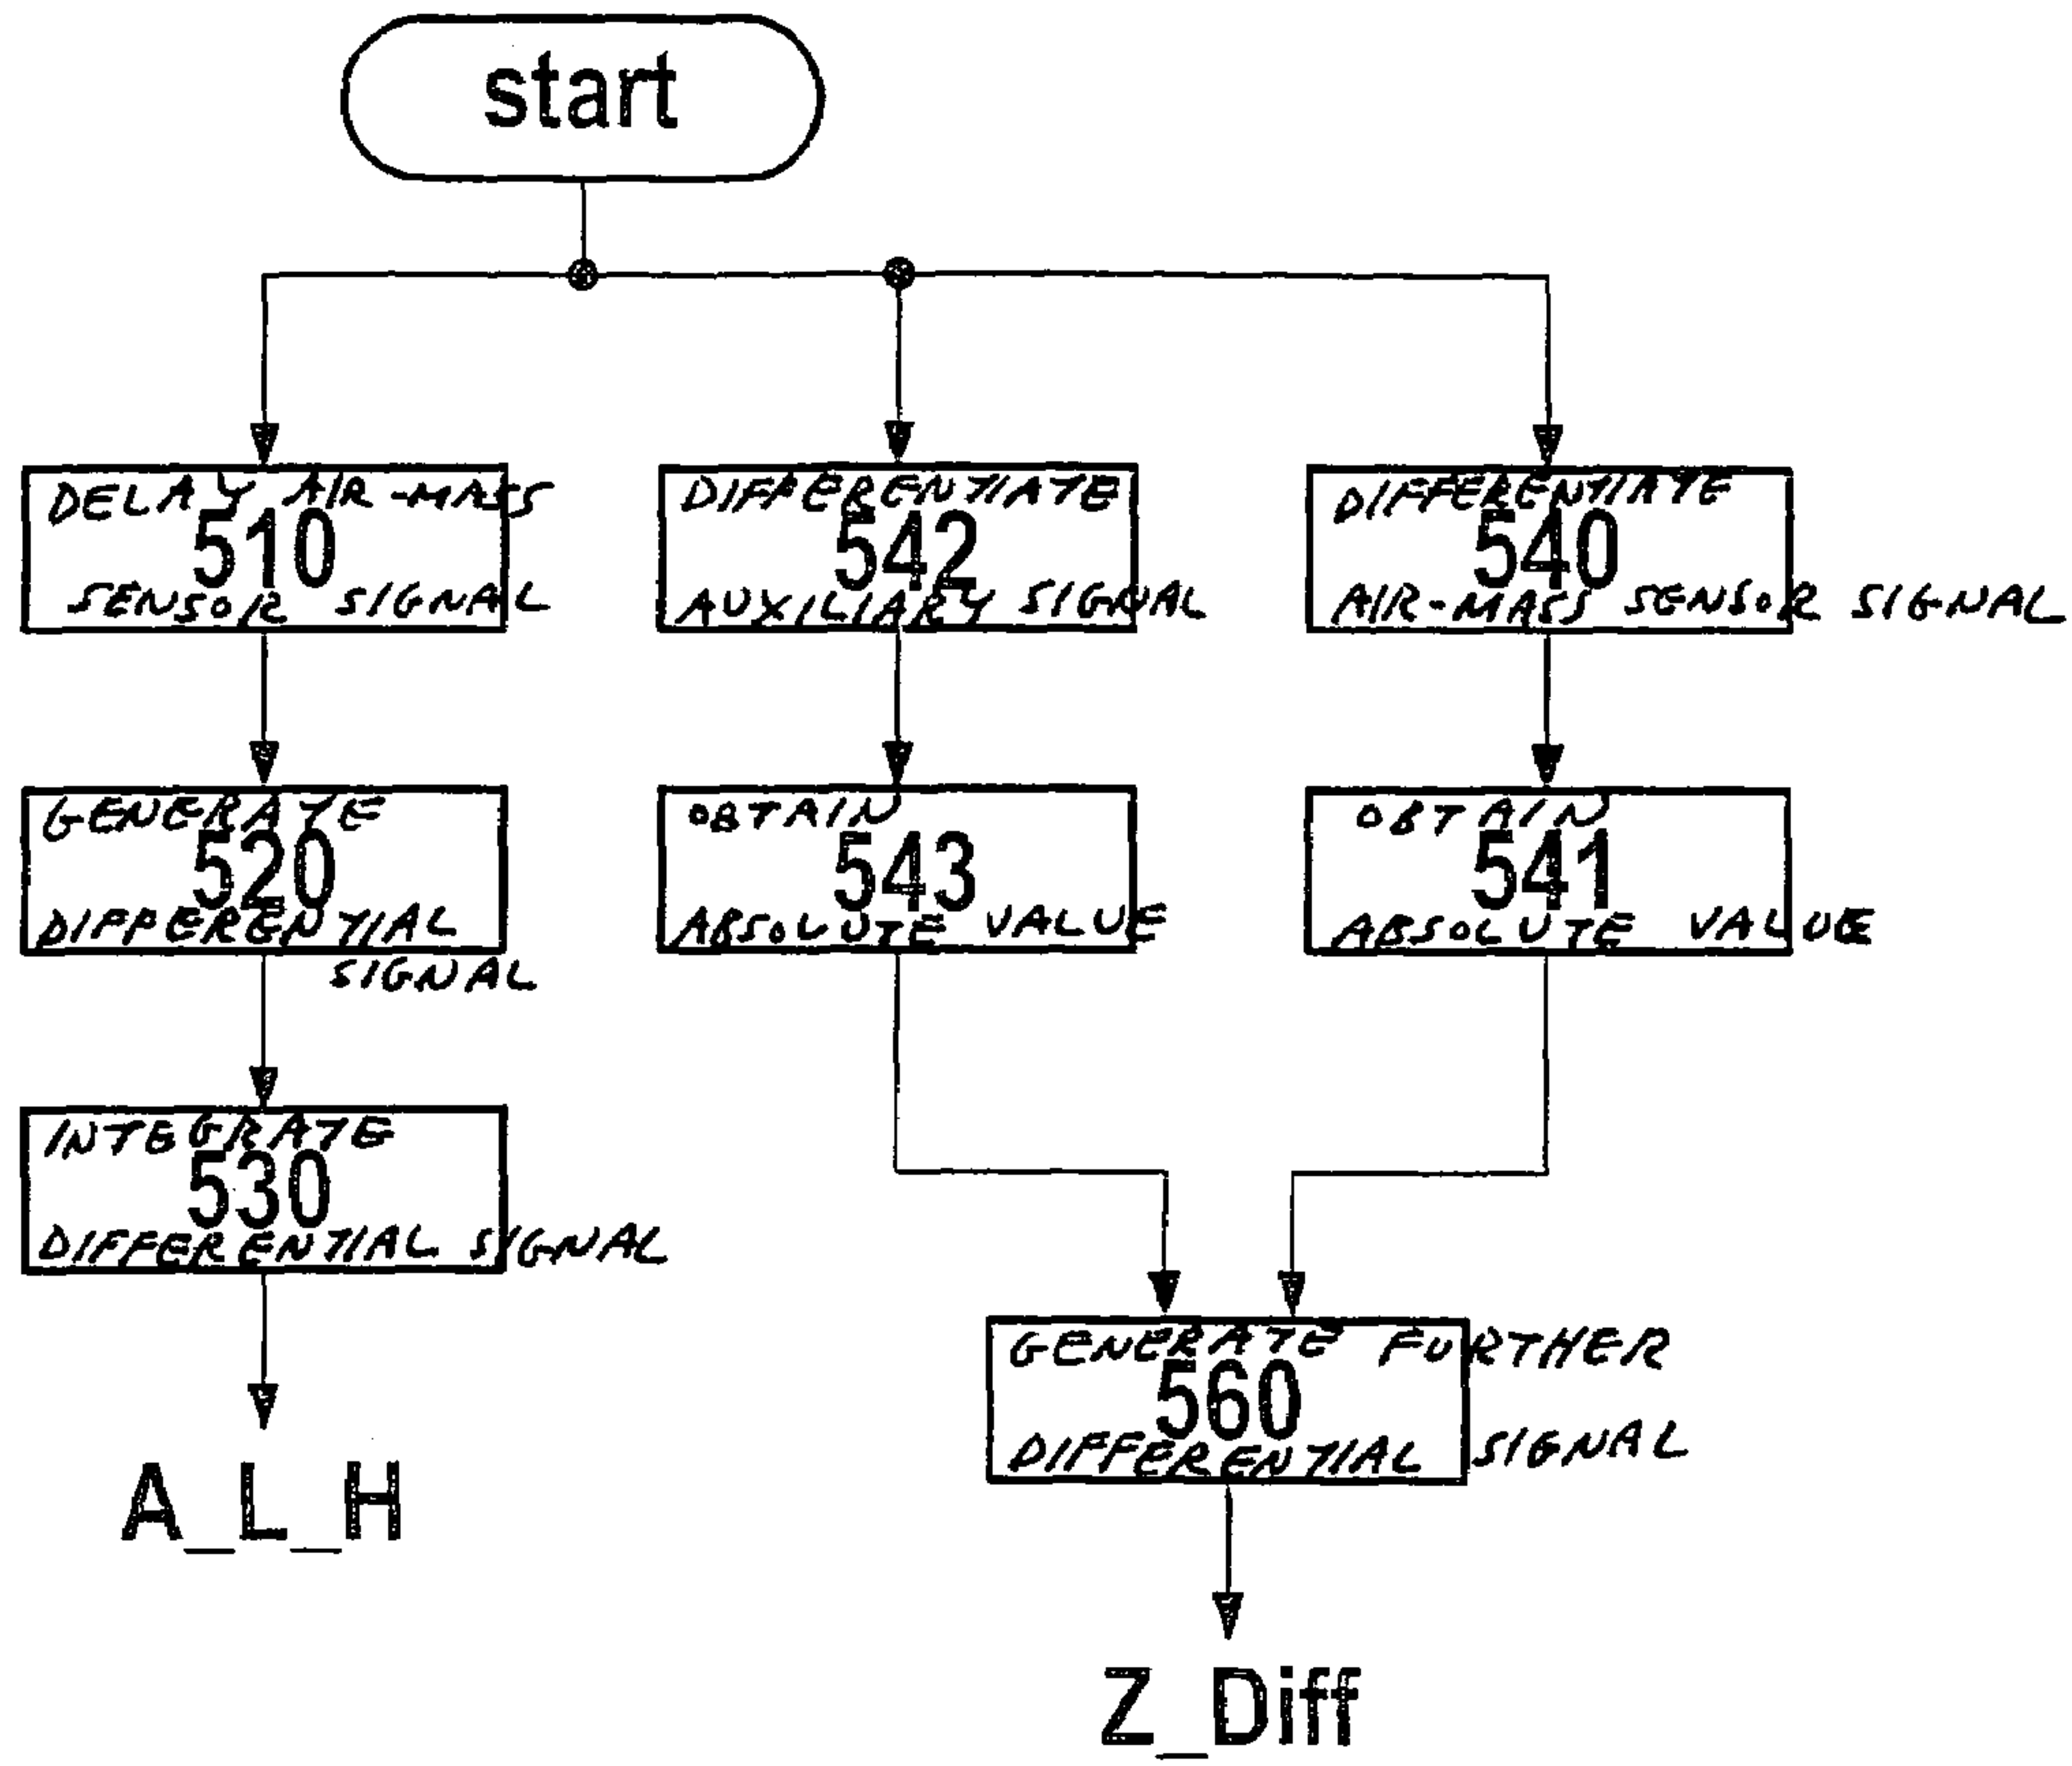 start
DELAY AIR-MASS
510
SENSOR SIGNAL
DIFFERENTIATE
542
AUXILIARY SIGNAL
DIFFERENTIATE
540
AIR-MASS SENSOR SIGNAL
GENERATE
520
DIFFERENTIAL
SIGNAL
OBTAIN
543
ABSOLUTE VALUE
OBTAIN
541
ABSOLUTE VALUE
INTEGRATE
530
DIFFERENTIAL SIGNAL
GENERATE FURTHER
560
DIFFERENTIAL SIGNAL
A_L_H
Z_Diff